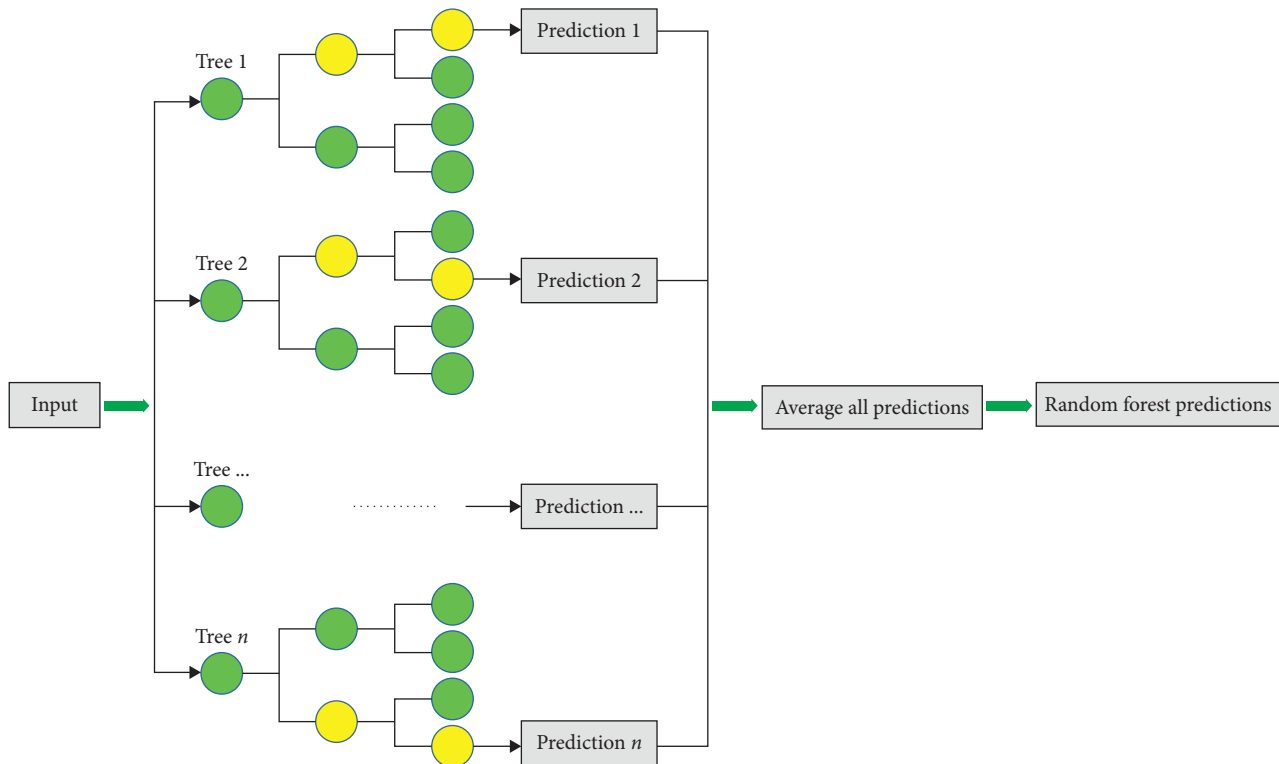 Tree 1
Prediction 1
Tree 2
Prediction 2
Input
Average all predictions
Random forest predictions
Tree ...
Prediction ...
Tree n
Prediction n